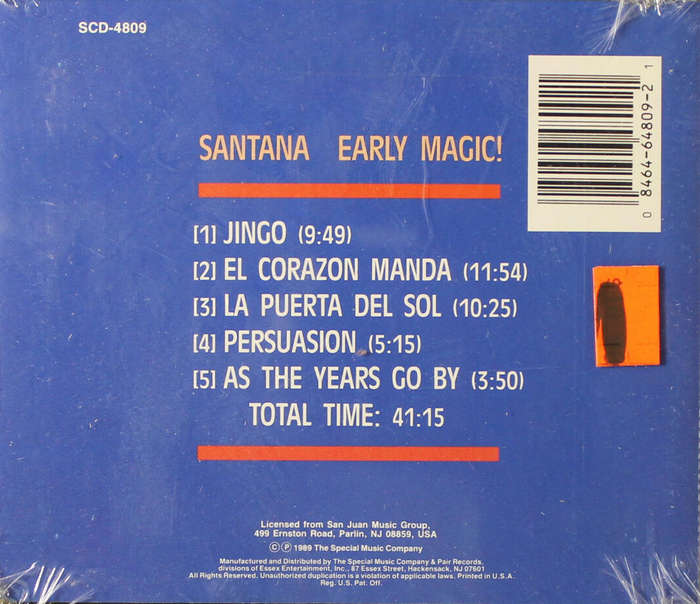 SCD-4809
SANTANA EARLY MAGIC!
0 8464-64809-2 1
[1] JINGO (9:49)
[2] EL CORAZON MANDA (11:54)
[3] LA PUERTA DEL SOL (10:25)
[4] PERSUASION (5:15)
[5] AS THE YEARS GO BY (3:50)
TOTAL TIME: 41:15
Licensed from San Juan Music Group,
499 Ernston Road, Parlin, NJ 08859, USA
© ℗ 1989 The Special Music Company
Manufactured and Distributed by The Special Music Company & Pair Records.
divisions of Essex Entertainment, Inc., 87 Essex Street, Hackensack, NJ 07601
All Rights Reserved. Unauthorized duplication is a violation of applicable laws. Printed in U.S.A.
Reg. U.S. Pat. Off.